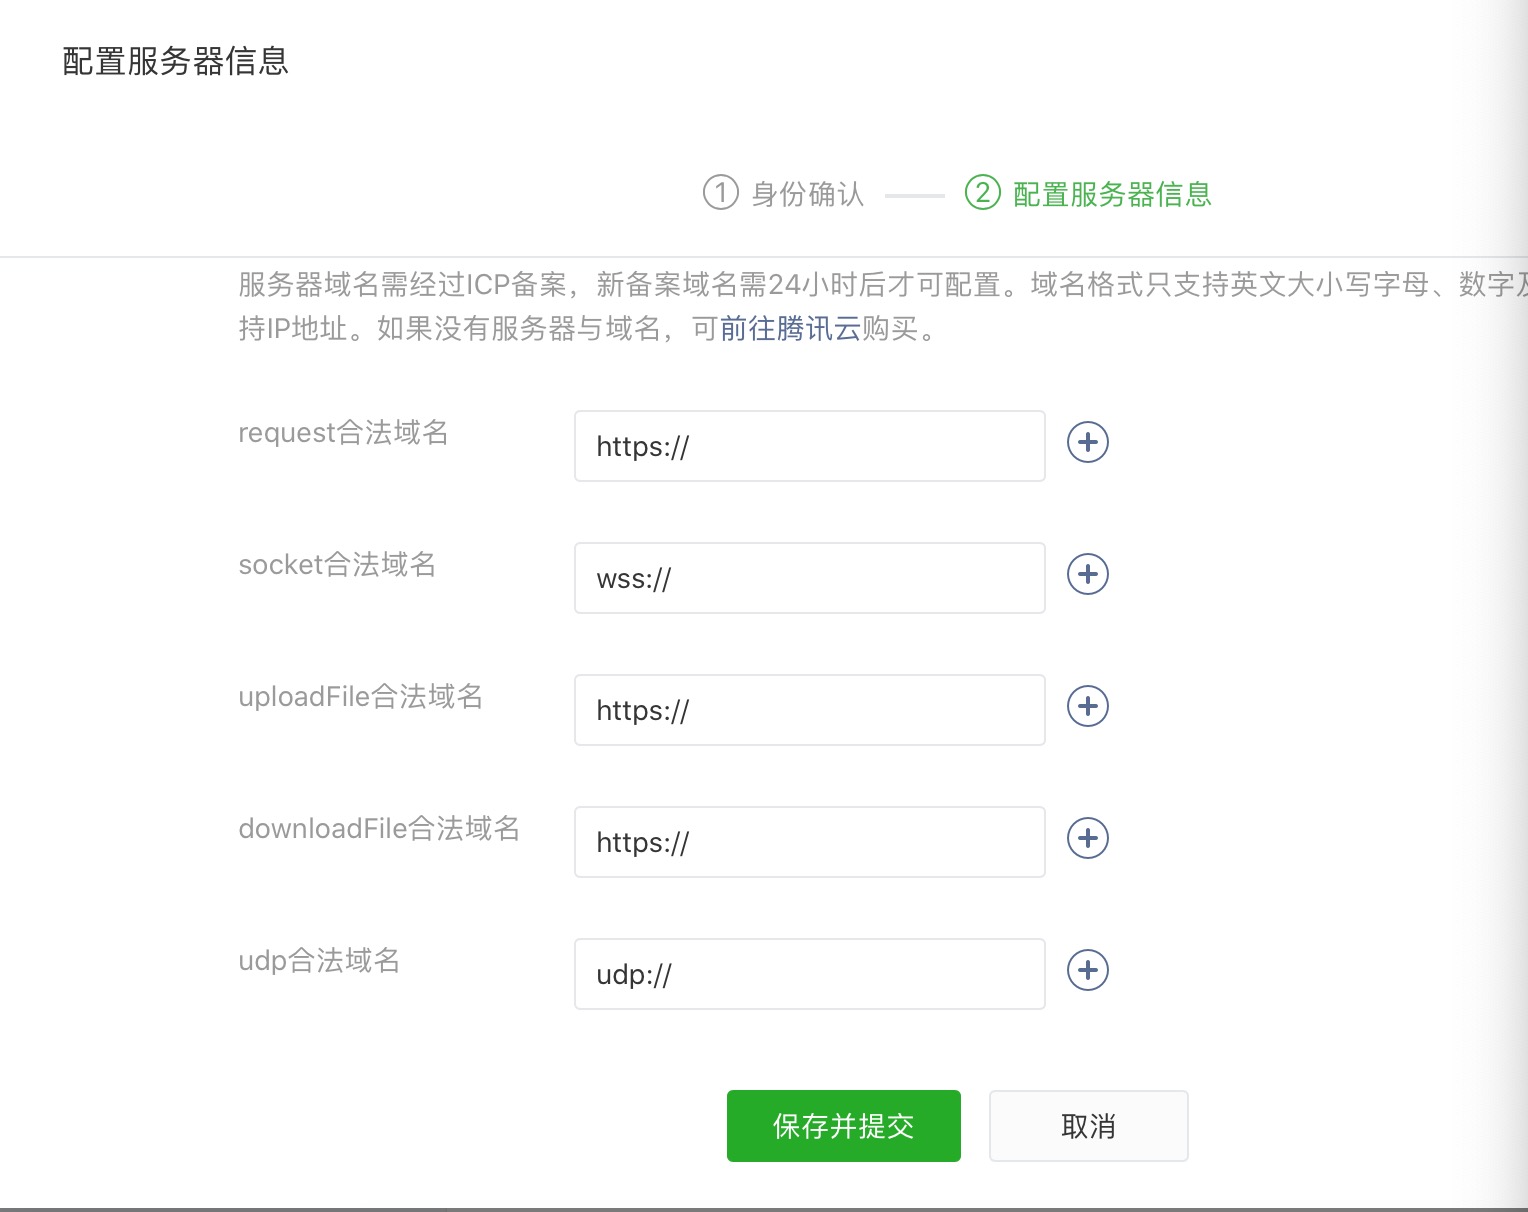 配置服务器信息
① 身份确认 ② 配置服务器信息
服务器域名需经过ICP备案，新备案域名需24小时后才可配置。域名格式只支持英文大小写字母、数字及
持IP地址。如果没有服务器与域名，可前往腾讯云购买。
request合法域名 https://
socket合法域名 wss://
uploadFile合法域名 https://
downloadFile合法域名 https://
udp合法域名 udp://
保存并提交 取消